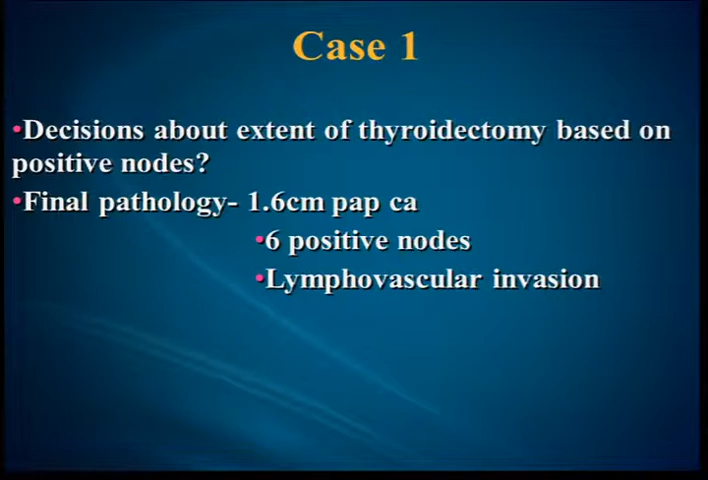 Case 1
•Decisions about extent of thyroidectomy based on
positive nodes?
•Final pathology- 1.6cm pap ca
•6 positive nodes
•Lymphovascular invasion